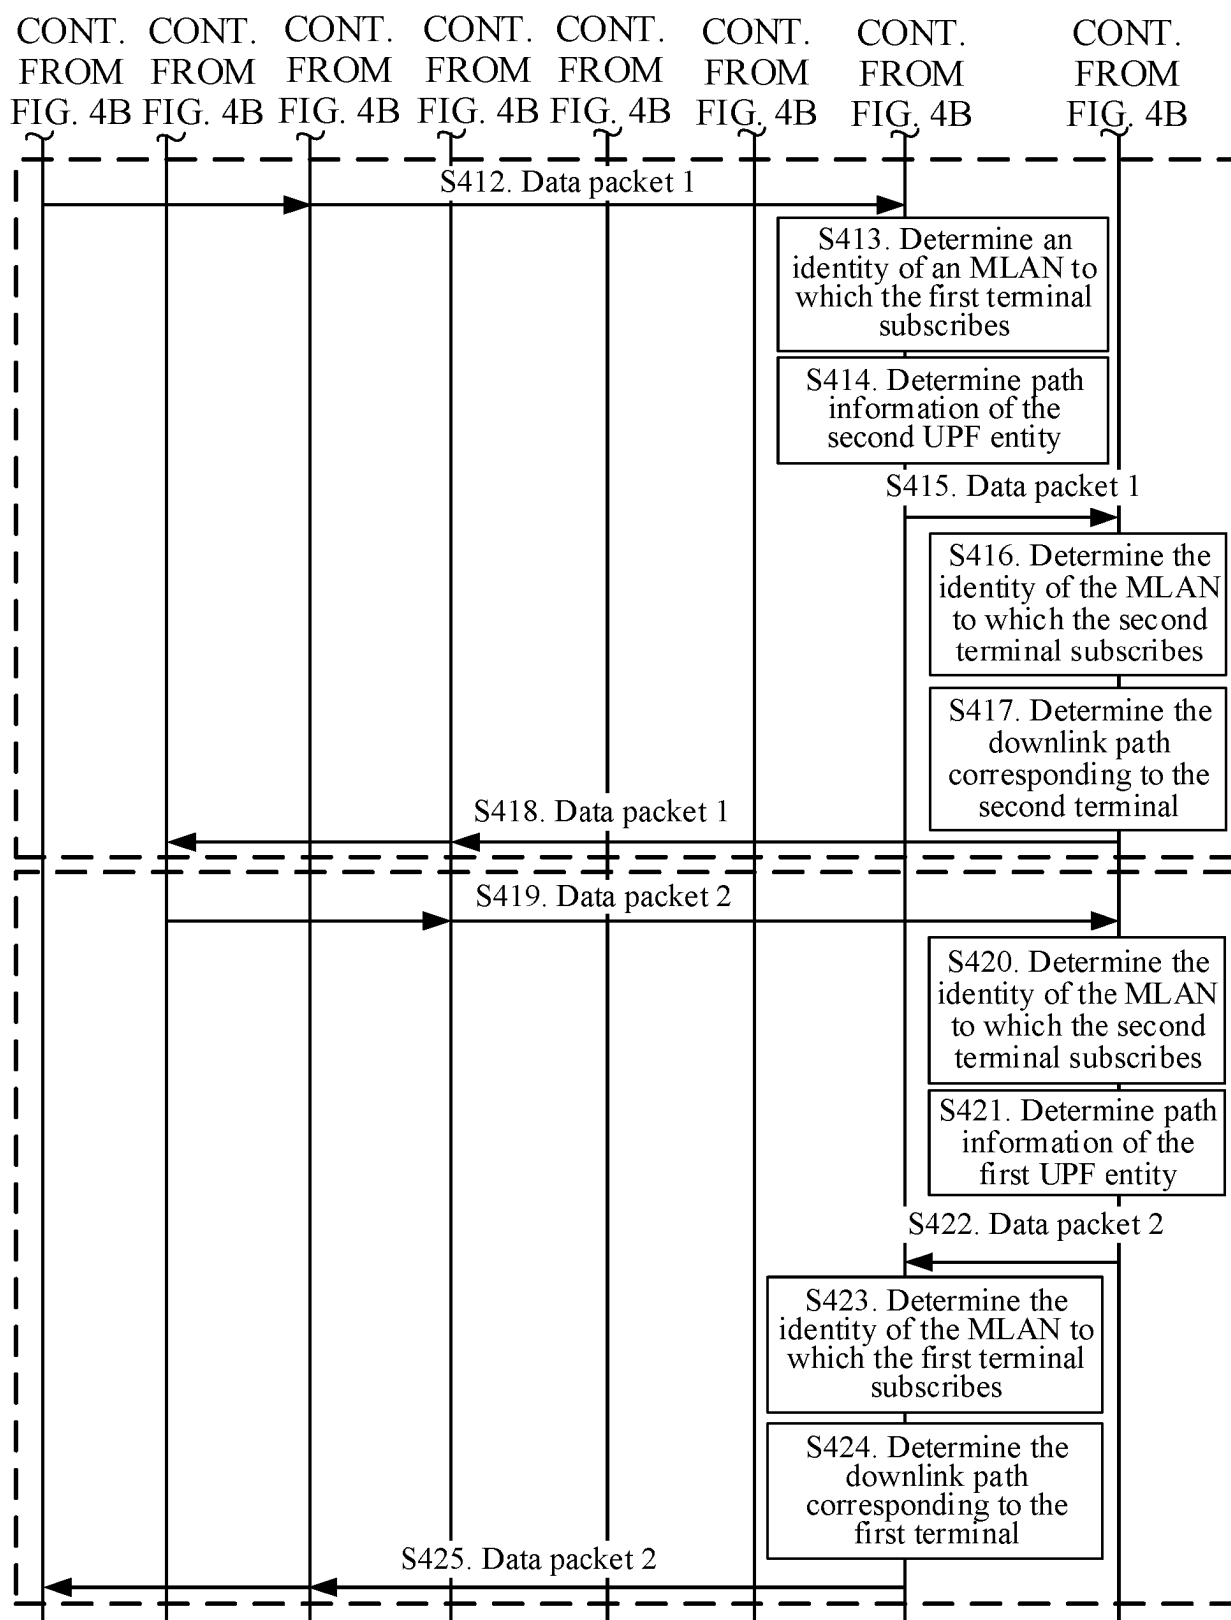 CONT. CONT. CONT. CONT. CONT. CONT. CONT. CONT.
FROM FROM FROM FROM FROM FROM FROM FROM
FIG. 4B FIG. 4B FIG. 4B FIG. 4B FIG. 4B FIG. 4B FIG. 4B FIG. 4B
S412. Data packet 1
S413. Determine an
identity of an MLAN to
which the first terminal
subscribes
S414. Determine path
information of the
second UPF entity
S415. Data packet 1
S416. Determine the
identity of the MLAN
to which the second
terminal subscribes
S417. Determine the
downlink path
corresponding to the
second terminal
S418. Data packet 1
S419. Data packet 2
S420. Determine the
identity of the MLAN
to which the second
terminal subscribes
S421. Determine path
information of the
first UPF entity
S422. Data packet 2
S423. Determine the
identity of the MLAN to
which the first terminal
subscribes
S424. Determine the
downlink path
corresponding to the
first terminal
S425. Data packet 2